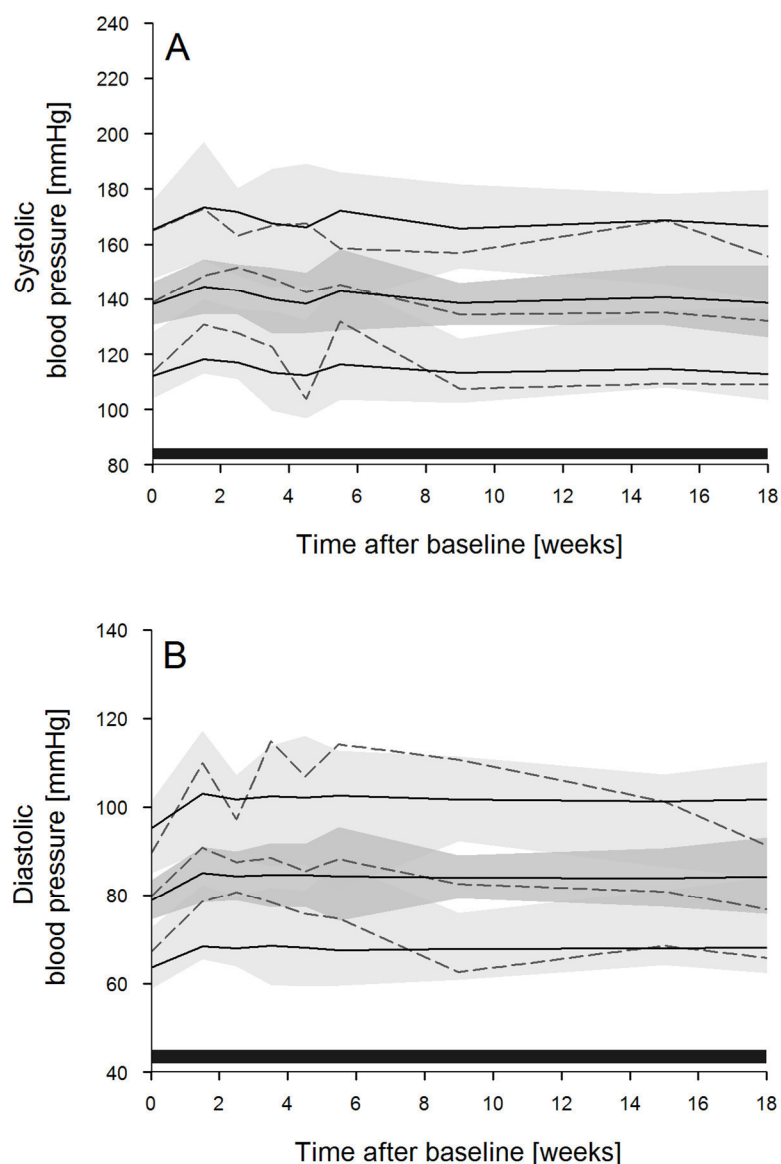 A
Systolic
blood pressure [mmHg]
240
220
200
180
160
140
120
100
80
0 2 4 6 8 10 12 14 16 18
Time after baseline [weeks]
B
Diastolic
blood pressure [mmHg]
140
120
100
80
60
40
0 2 4 6 8 10 12 14 16 18
Time after baseline [weeks]